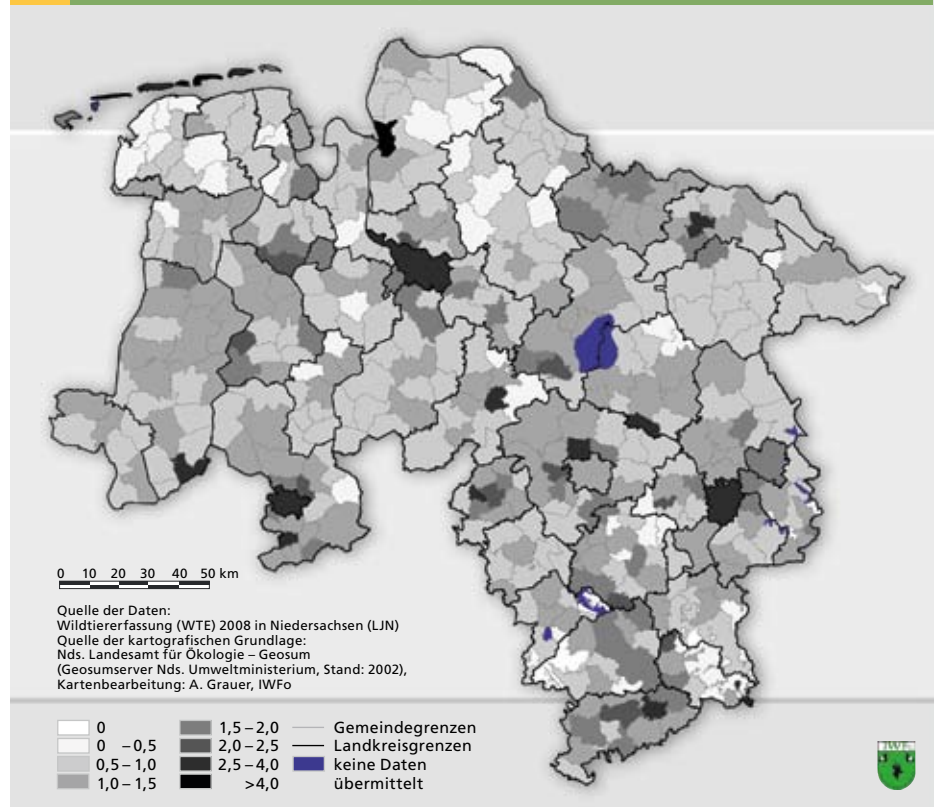 0 10 20 30 40 50 km
Quelle der Daten:
Wildtiererfassung (WTE) 2008 in Niedersachsen (LJN)
Quelle der kartografischen Grundlage:
Nds. Landesamt für Ökologie – Geosum
(Geosumserver Nds. Umweltministerium, Stand: 2002),
Kartenbearbeitung: A. Grauer, IWFo
0
0 – 0,5
0,5 – 1,0
1,0 – 1,5
1,5 – 2,0
2,0 – 2,5
2,5 – 4,0
>4,0
Gemeindegrenzen
Landkreisgrenzen
keine Daten
übermittelt